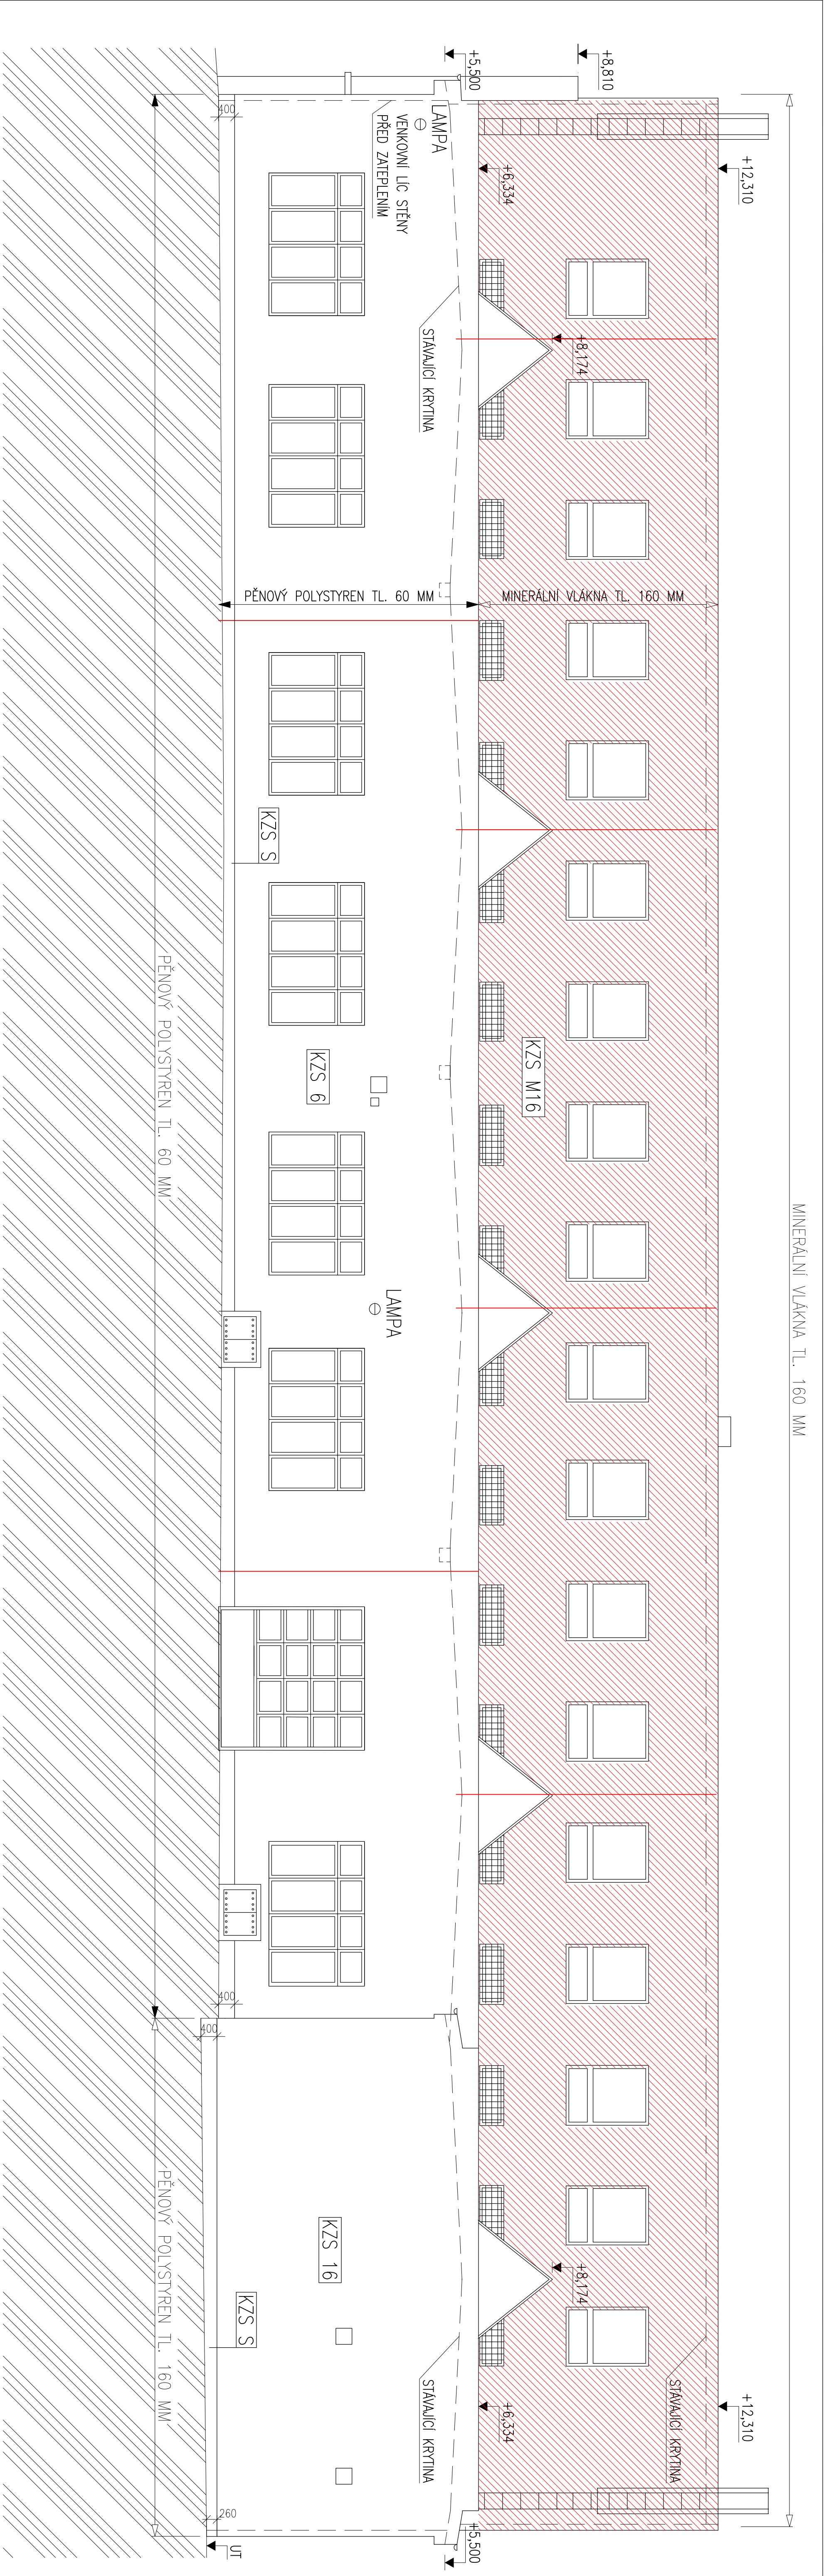 MINERÁLNÍ VLÁKNA TL. 160 MM
+12,310
+12,310
+8,810
STÁVAJÍCÍ KRYTINA
+8,174
+8,174
MINERÁLNÍ VLÁKNA TL. 160 MM
KZS M16
+6,334
+6,334
+5,500
+5,500
LAMPA
VENKOVNÍ LÍC STĚNY
PŘED ZATEPLENÍM
STÁVAJÍCÍ KRYTINA
STÁVAJÍCÍ KRYTINA
PĚNOVÝ POLYSTYREN TL. 60 MM
LAMPA
KZS 6
KZS 16
KZS S
KZS S
400
400
400
260
UT
PĚNOVÝ POLYSTYREN TL. 60 MM
PĚNOVÝ POLYSTYREN TL. 160 MM